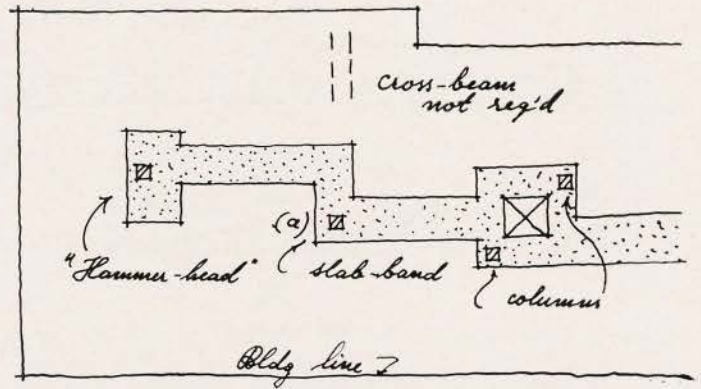 cross-beam
not req'd
(a)
"Hammer-head"
slab-band
columns
Bldg line